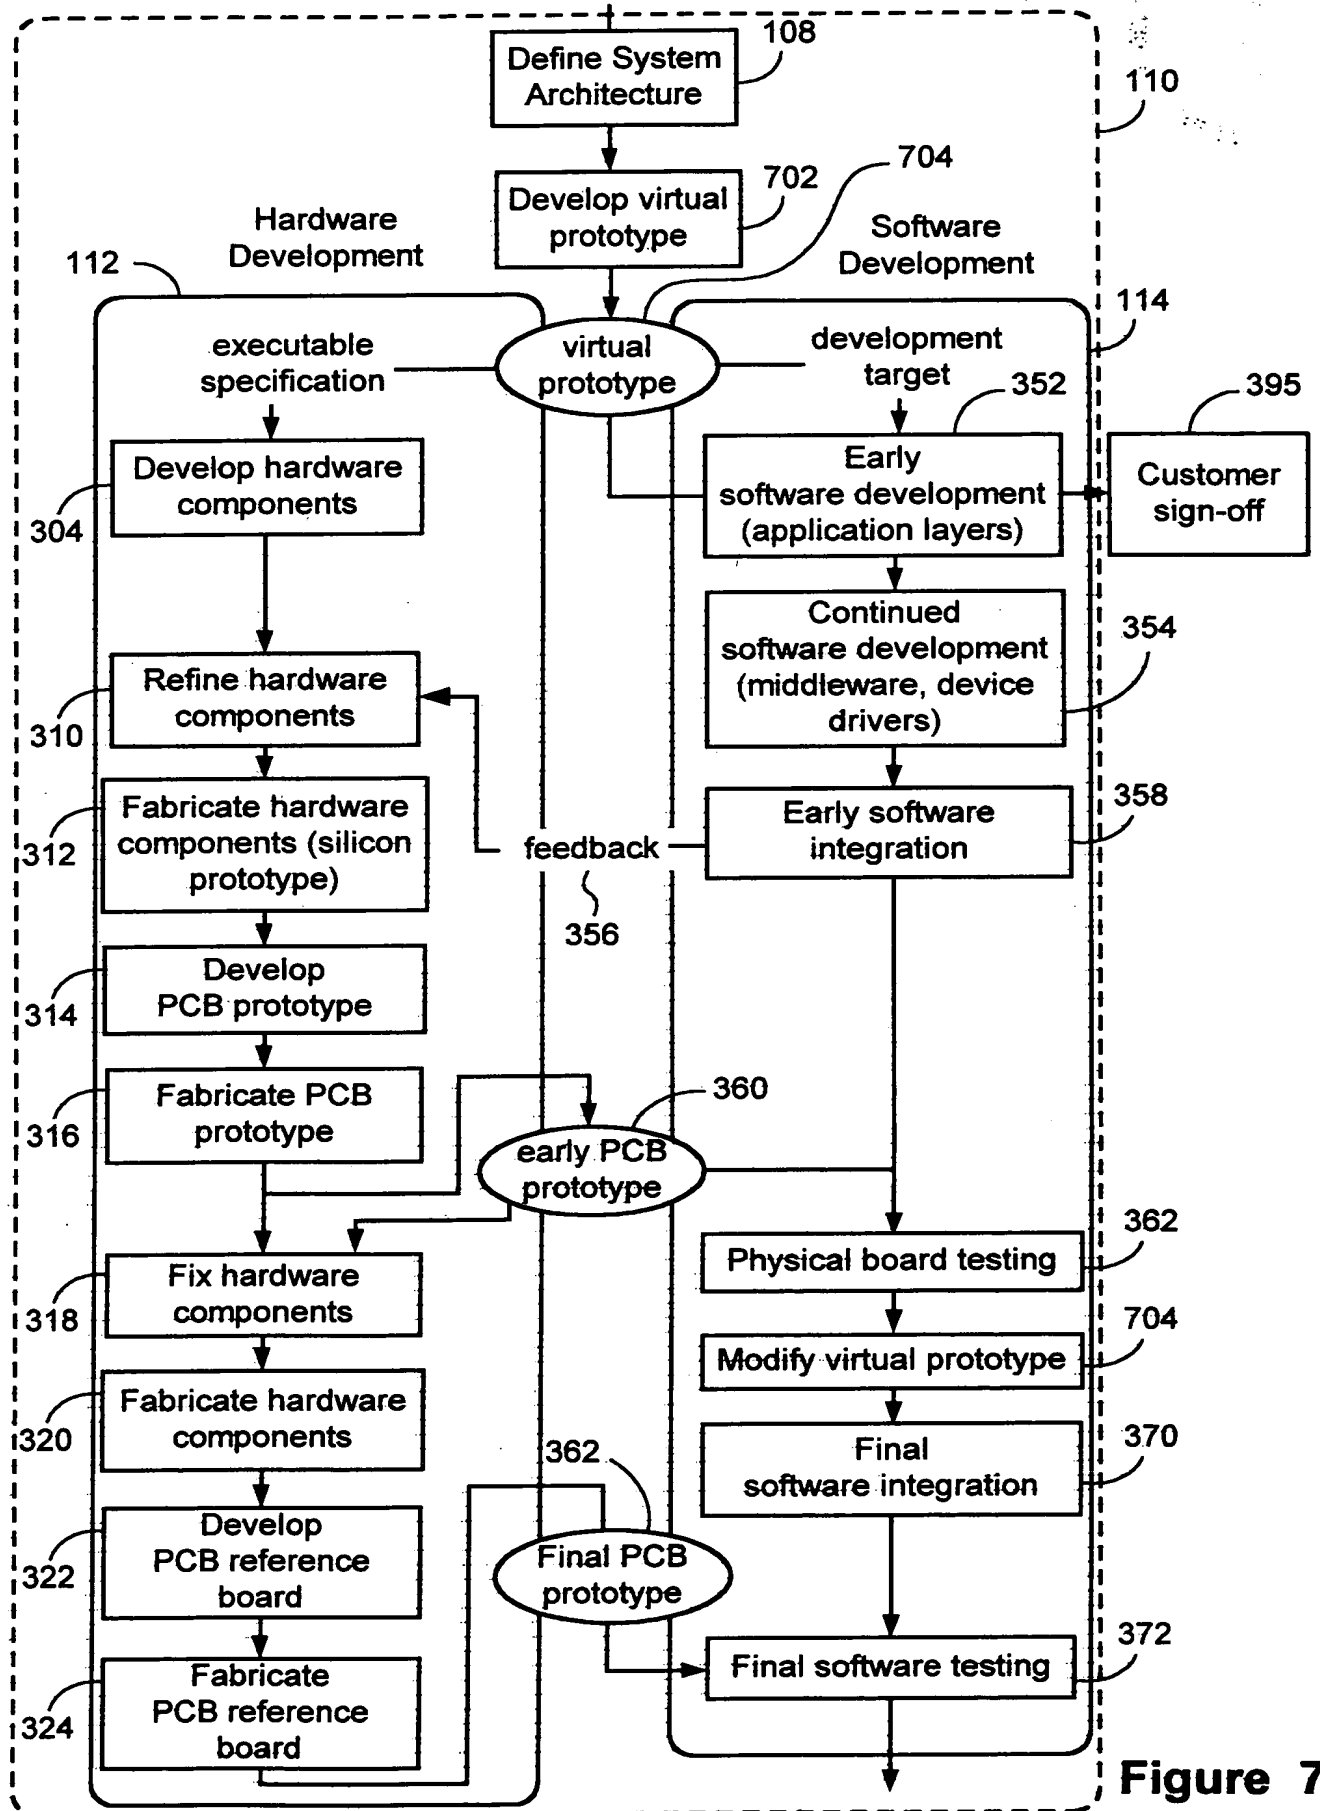 108
Define System
Architecture
110
704
702
Develop virtual
prototype
Hardware
Development
Software
Development
112
114
executable
specification
virtual
prototype
development
target
352
395
Develop hardware
components
304
Early
software development
(application layers)
Customer
sign-off
Continued
software development
(middleware, device
drivers)
354
Refine hardware
components
310
358
Fabricate hardware
components (silicon
prototype)
312
Early software
integration
feedback
356
Develop
PCB prototype
314
Fabricate PCB
prototype
316
360
early PCB
prototype
362
Physical board testing
Fix hardware
components
318
704
Modify virtual prototype
Fabricate hardware
components
320
370
Final
software integration
362
Develop
PCB reference
board
322
Final PCB
prototype
372
Final software testing
Fabricate
PCB reference
board
324
Figure 7